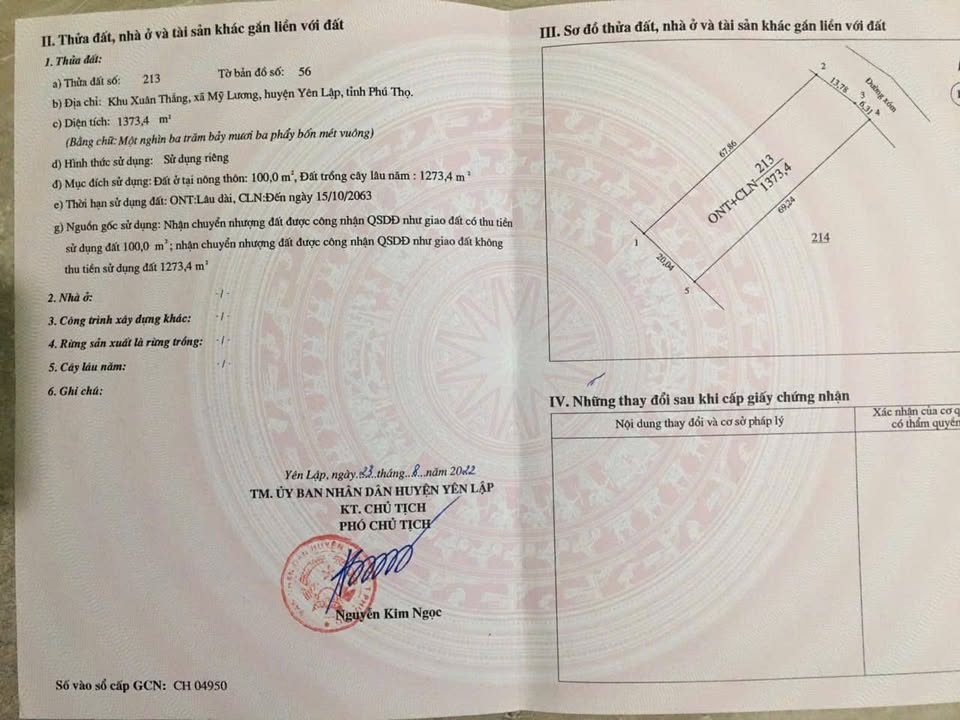 II. Thửa đất, nhà ở và tài sản khác gắn liền với đất
1. Thửa đất:
a) Thửa đất số: 213 Tờ bản đồ số: 56
b) Địa chỉ: Khu Xuân Thắng, xã Mỹ Lương, huyện Yên Lập, tỉnh Phú Thọ.
c) Diện tích: 1373,4 m²
(Bằng chữ: Một nghìn ba trăm bảy mươi ba phẩy bốn mét vuông)
d) Hình thức sử dụng: Sử dụng riêng
đ) Mục đích sử dụng: Đất ở tại nông thôn: 100,0 m², Đất trồng cây lâu năm : 1273,4 m²
e) Thời hạn sử dụng đất: ONT:Lâu dài, CLN:Đến ngày 15/10/2063
g) Nguồn gốc sử dụng: Nhận chuyển nhượng đất được công nhận QSDĐ như giao đất có thu tiền
sử dụng đất 100,0 m²; nhận chuyển nhượng đất được công nhận QSDĐ như giao đất không
thu tiền sử dụng đất 1273,4 m²
2. Nhà ở: -/-
3. Công trình xây dựng khác: -/-
4. Rừng sản xuất là rừng trồng: -/-
5. Cây lâu năm: -/-
6. Ghi chú:
Yên Lập, ngày 23 tháng 8 năm 2022
TM. ỦY BAN NHÂN DÂN HUYỆN YÊN LẬP
KT. CHỦ TỊCH
PHÓ CHỦ TỊCH
Nguyễn Kim Ngọc
Số vào sổ cấp GCN: CH 04950
III. Sơ đồ thửa đất, nhà ở và tài sản khác gắn liền với đất
2
13,78
3
6,31
4
Đường xóm
67,86
ONT+CLN 213
1373,4
69,24
214
1
20,04
5
IV. Những thay đổi sau khi cấp giấy chứng nhận
Nội dung thay đổi và cơ sở pháp lý
Xác nhận của cơ q
có thẩm quyền